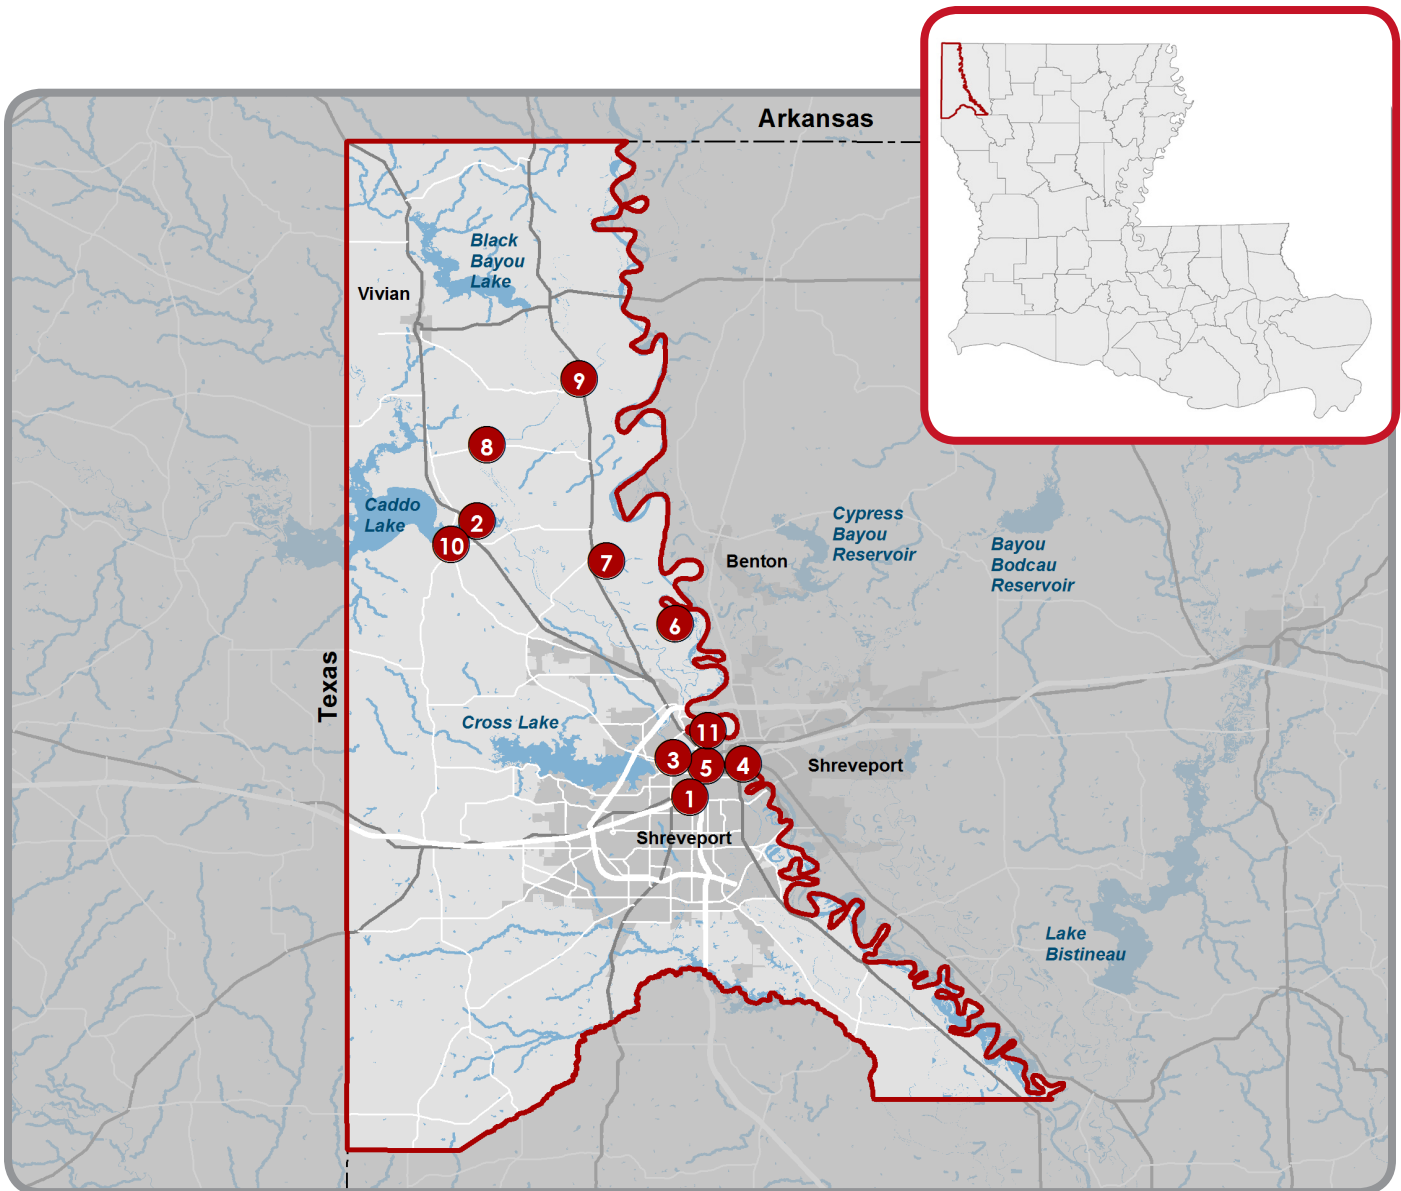 Arkansas
Black
Bayou
Lake
Vivian
9
8
Caddo
Lake
2
10
Cypress
Bayou
Reservoir
Bayou
Bodcau
Reservoir
7
Benton
6
Texas
Cross Lake
11
3
5
4
Shreveport
1
Shreveport
Lake
Bistineau